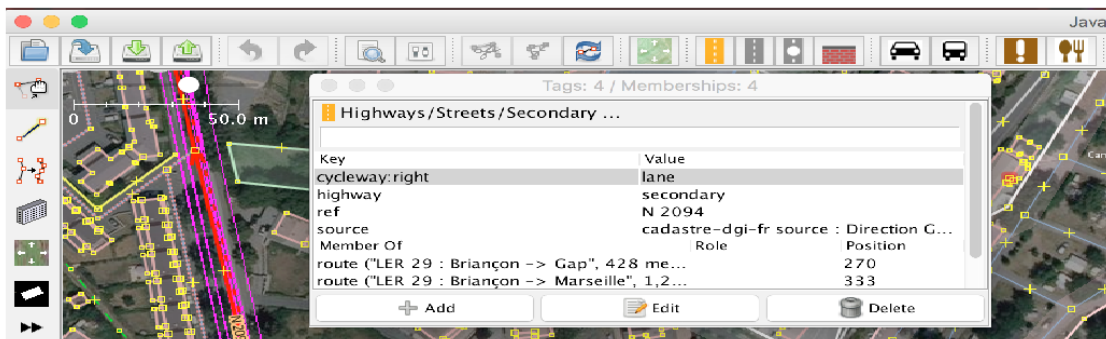 Java
0 50.0 m
Tags: 4 / Memberships: 4
Highways/Streets/Secondary ...
Key Value
cycleway:right lane
highway secondary
ref N 2094
source cadastre-dgi-fr source : Direction G...
Member Of Role Position
route ("LER 29 : Briançon -> Gap", 428 me... 270
route ("LER 29 : Briançon -> Marseille", 1,2... 333
Add Edit Delete